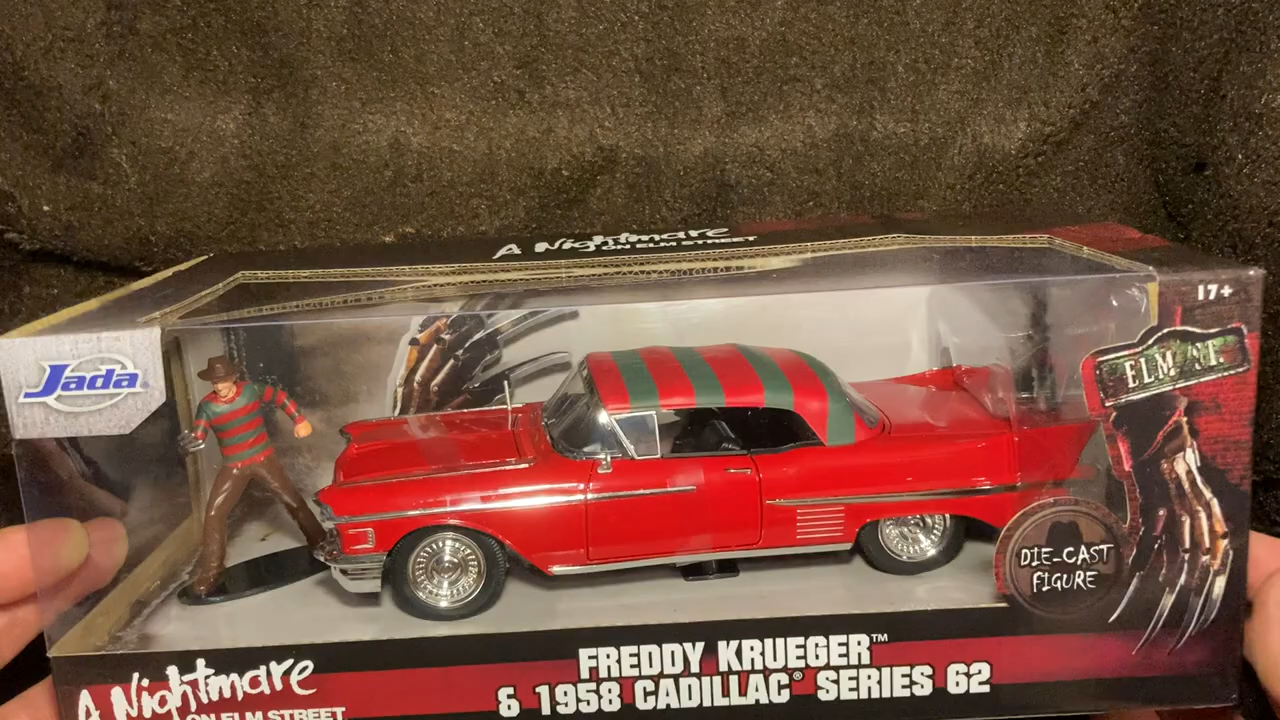 A Nightmare
ON ELM STREET
17+
Jada
ELM ST
DIE-CAST
FIGURE
FREDDY KRUEGER™
& 1958 CADILLAC® SERIES 62
A Nightmare
ON ELM STREET